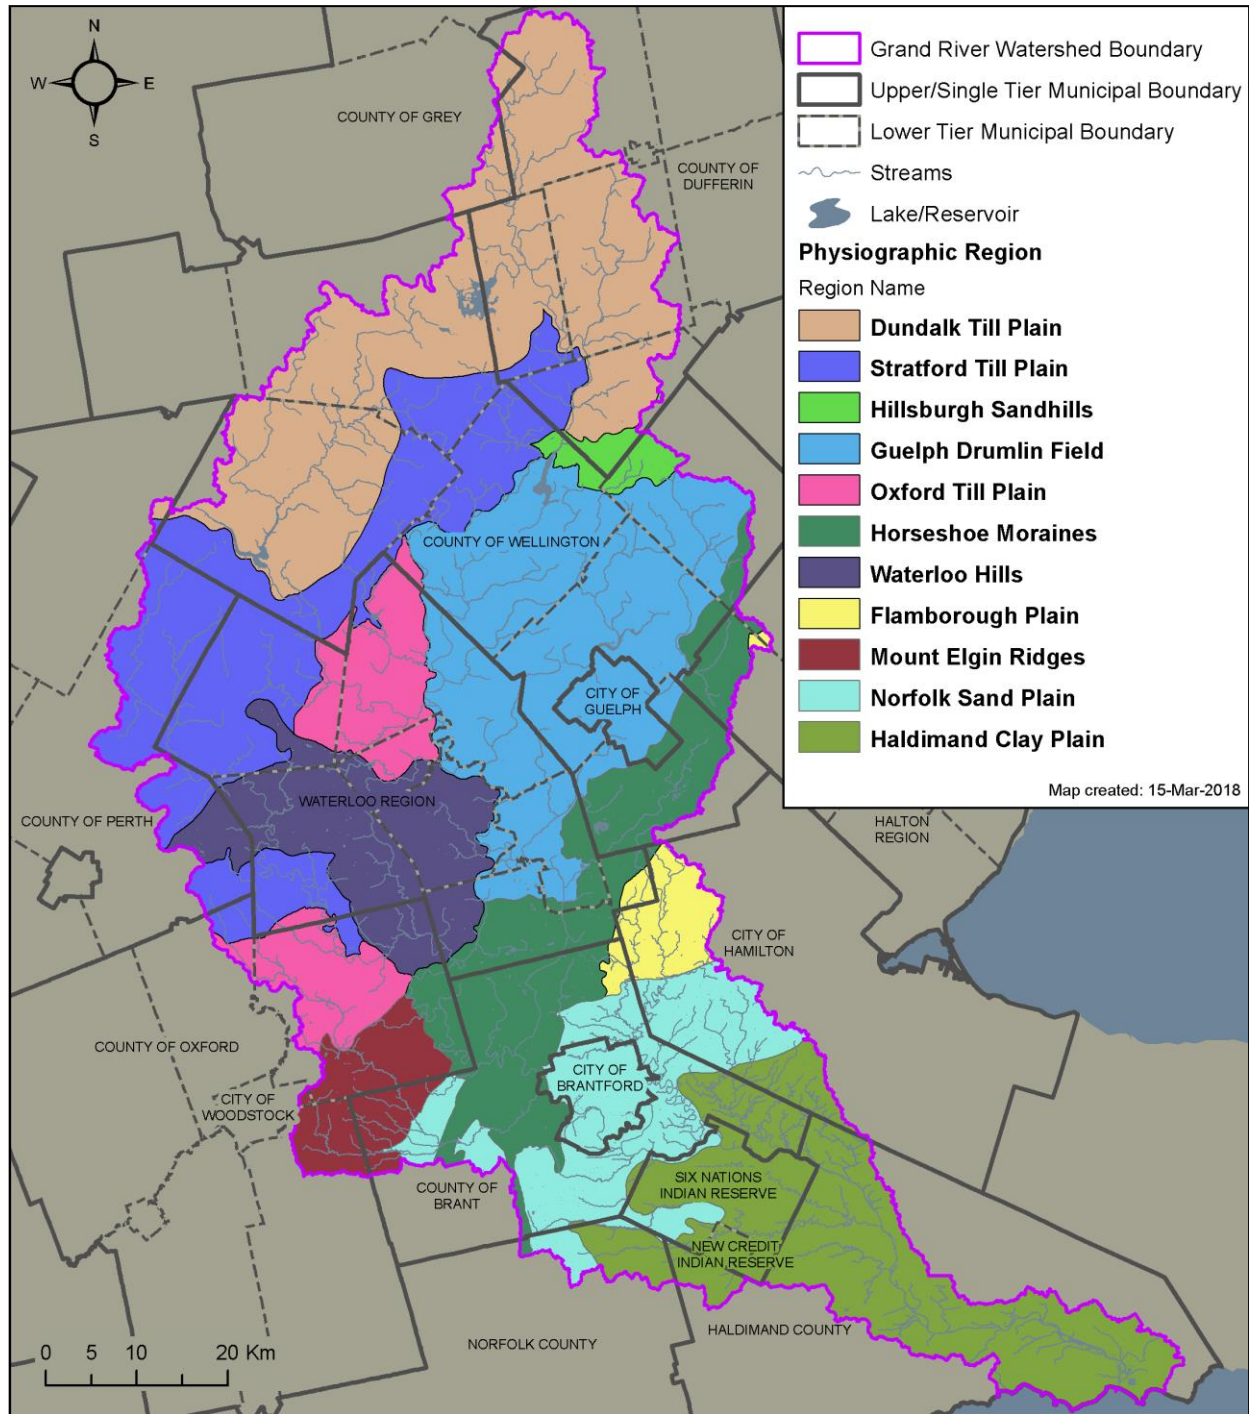 N
W E
S
COUNTY OF GREY
COUNTY OF
DUFFERIN
COUNTY OF WELLINGTON
CITY OF
GUELPH
WATERLOO REGION
COUNTY OF PERTH
HALTON
REGION
CITY OF
HAMILTON
COUNTY OF OXFORD
CITY OF
WOODSTOCK
CITY OF
BRANTFORD
COUNTY OF
BRANT
SIX NATIONS
INDIAN RESERVE
NEW CREDIT
INDIAN RESERVE
NORFOLK COUNTY
HALDIMAND COUNTY
0 5 10 20 Km
Grand River Watershed Boundary
Upper/Single Tier Municipal Boundary
Lower Tier Municipal Boundary
Streams
Lake/Reservoir
Physiographic Region
Region Name
Dundalk Till Plain
Stratford Till Plain
Hillsburgh Sandhills
Guelph Drumlin Field
Oxford Till Plain
Horseshoe Moraines
Waterloo Hills
Flamborough Plain
Mount Elgin Ridges
Norfolk Sand Plain
Haldimand Clay Plain
Map created: 15-Mar-2018